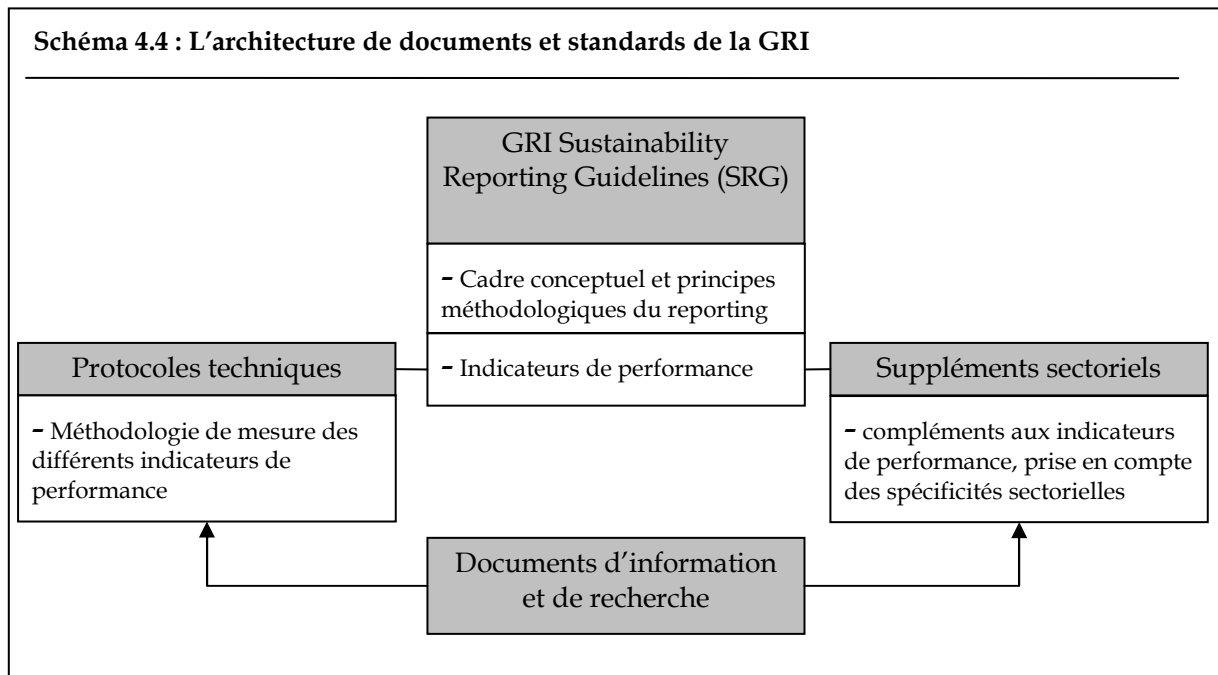 Schéma 4.4 : L'architecture de documents et standards de la GRI
GRI Sustainability
Reporting Guidelines (SRG)
- Cadre conceptuel et principes
méthodologiques du reporting
- Indicateurs de performance
Protocoles techniques
- Méthodologie de mesure des
différents indicateurs de
performance
Suppléments sectoriels
- compléments aux indicateurs
de performance, prise en compte
des spécificités sectorielles
Documents d'information
et de recherche